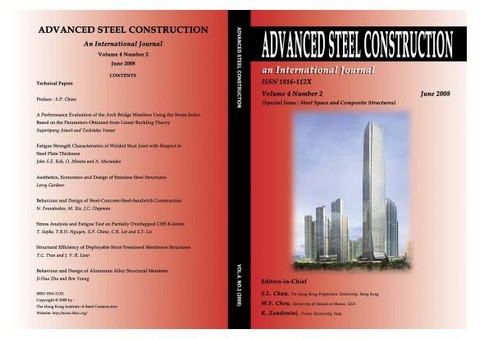 ADVANCED STEEL CONSTRUCTION
An International Journal
Volume 4 Number 2
June 2008
CONTENTS
Technical Papers
Preface : S.P. Chiew
A Performance Evaluation of the Arch Bridge Members Using the Strain Index
Based on the Parameters Obtained from Linear Buckling Theory
Fatigue Strength Characteristics of Welded Stud Joint with Respect to
Steel Plate Thickness
John S.E. Koh, O. Minata and A.
Aesthetics, Economics and Design of Stainless Steel Structures
Leroy Gardner
Behaviour and Design of Steel-Concrete-Steel-Sandwich Construction
N. Foundoukos, M. Xie, J.C. Chapman
Stress Analysis and Fatigue Test on Partially Overlapped CHS K-Joints
T. Sopha, T.B.N. Nguyen, S.P. Chiew, C.K. Lee and S.T. Lie
Structural Efficiency of Deployable Strut-Tensioned Membrane Structures
T.C. Tran and J. Y. R. Liew
Behaviour and Design of Aluminum Alloy Structural Members
Ji-Hua Zhu and Ben Young
ISSN 1816-112X
Copyright © 2008 by :
The Hong Kong Institute of Steel Construction
Website: http://www.hkisc.org/
ADVANCED STEEL CONSTRUCTION
VOL.4, NO.2 (2008)
ADVANCED STEEL CONSTRUCTION
an International Journal
ISSN 1816-112X
Volume 4 Number 2 June 2008
(Special Issue : Steel Space and Composite Structures)
Editors-in-Chief
S.L. Chan, The Hong Kong Polytechnic University, Hong Kong
W.F. Chen, University of Hawaii at Manoa, USA
R. Zandonini, Trento University, Italy